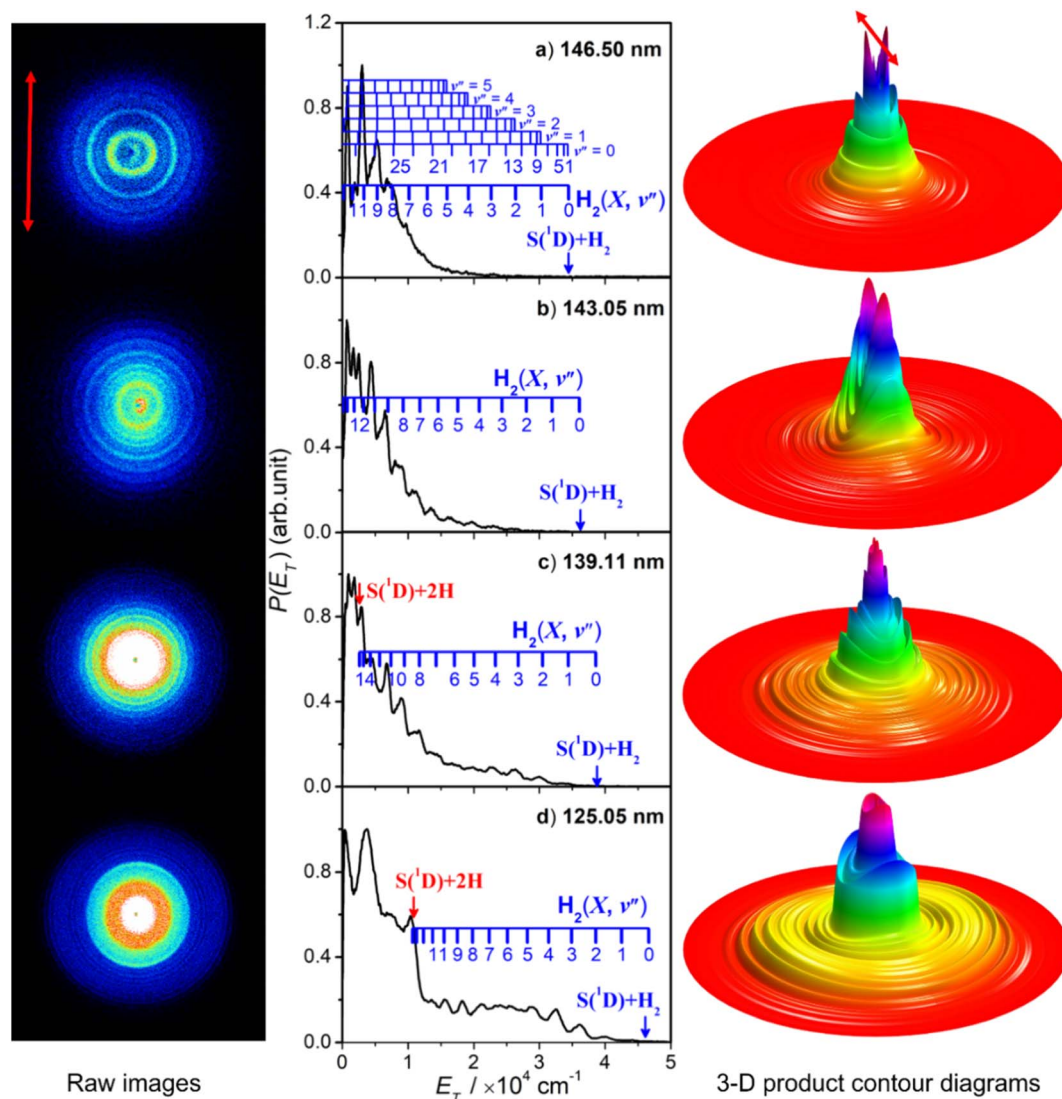 1.2
a) 146.50 nm
v″ = 5
v″ = 4
0.8
v″ = 3
v″ = 2
v″ = 1
v″ = 0
25 21 17 13 9 5 1
0.4
H₂(X, v″)
11 9 8 7 6 5 4 3 2 1 0
S(¹D)+H₂
0.0
b) 143.05 nm
0.8
H₂(X, v″)
12 8 7 6 5 4 3 2 1 0
0.4
S(¹D)+H₂
0.0
P(E_T) (arb.unit)
c) 139.11 nm
S(¹D)+2H
0.8
H₂(X, v″)
14 10 8 6 5 4 3 2 1 0
0.4
S(¹D)+H₂
0.0
d) 125.05 nm
0.8
S(¹D)+2H
H₂(X, v″)
11 9 8 7 6 5 4 3 2 1 0
0.4
S(¹D)+H₂
0.0
0 1 2 3 4 5
Raw images
E_T / ×10⁴ cm⁻¹
3-D product contour diagrams